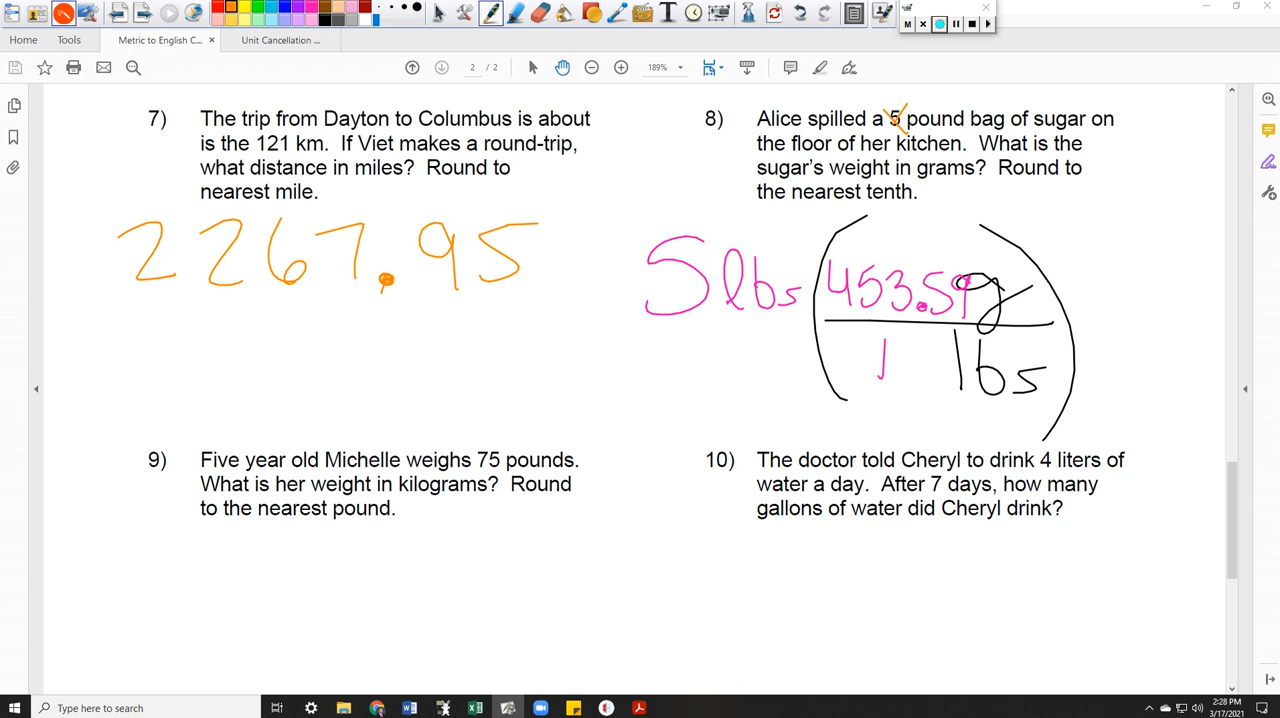 M
Home
Tools
Metric to English C...
Unit Cancellation ...
2 / 2
189%
7) The trip from Dayton to Columbus is about
is the 121 km. If Viet makes a round-trip,
what distance in miles? Round to
nearest mile.
2267.95
8) Alice spilled a 5 pound bag of sugar on
the floor of her kitchen. What is the
sugar's weight in grams? Round to
the nearest tenth.
5 lbs (453.59 g
1 lbs)
9) Five year old Michelle weighs 75 pounds.
What is her weight in kilograms? Round
to the nearest pound.
10) The doctor told Cheryl to drink 4 liters of
water a day. After 7 days, how many
gallons of water did Cheryl drink?
Type here to search
2:28 PM
3/17/2021